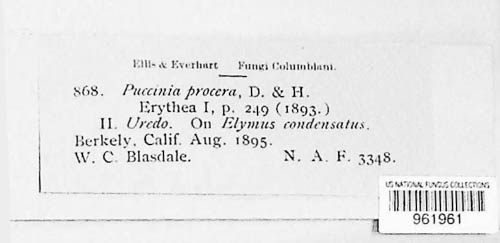 Ellis & Everhart Fungi Columbiani.
868. Puccinia procera, D. & H.
Erythea I, p. 249 (1893.)
II. Uredo. On Elymus condensatus.
Berkely, Calif. Aug. 1895.
W. C. Blasdale. N. A. F. 3348.
US NATIONAL FUNGUS COLLECTIONS
961961